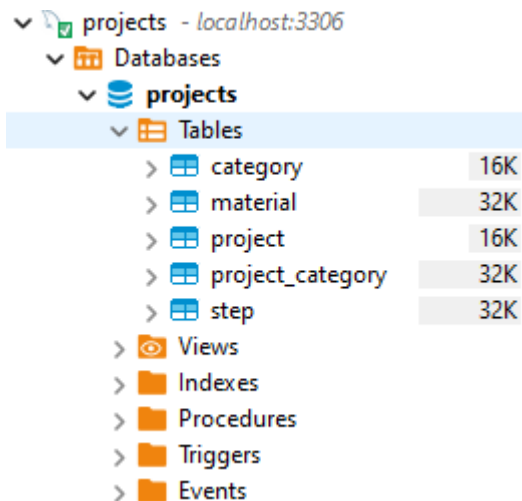 projects - localhost:3306
Databases
projects
Tables
category 16K
material 32K
project 16K
project_category 32K
step 32K
Views
Indexes
Procedures
Triggers
Events